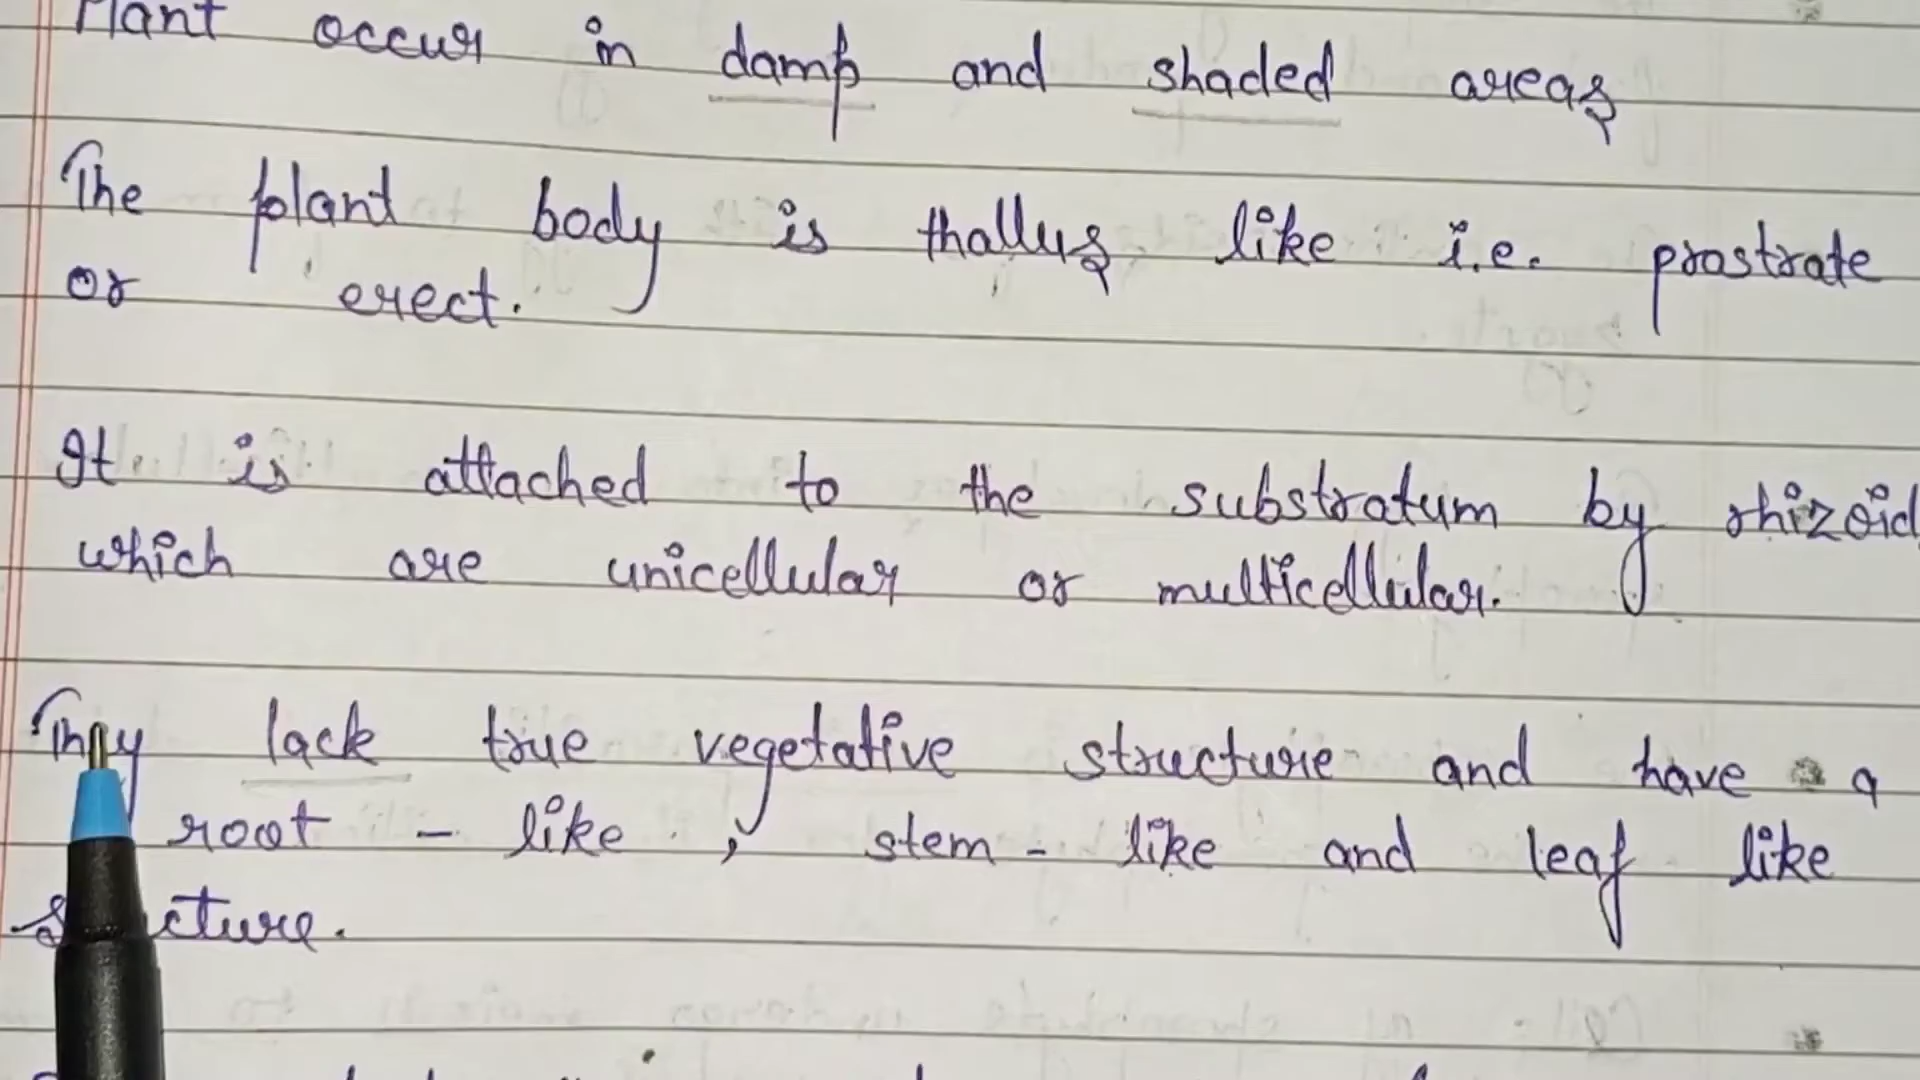 Plant occur in damp and shaded areas
The plant body is thallus like i.e. prostrate
or erect.
It is attached to the substratum by rhizoid
which are unicellular or multicellular.
They lack true vegetative structure and have a
root - like , stem - like and leaf like
structure.